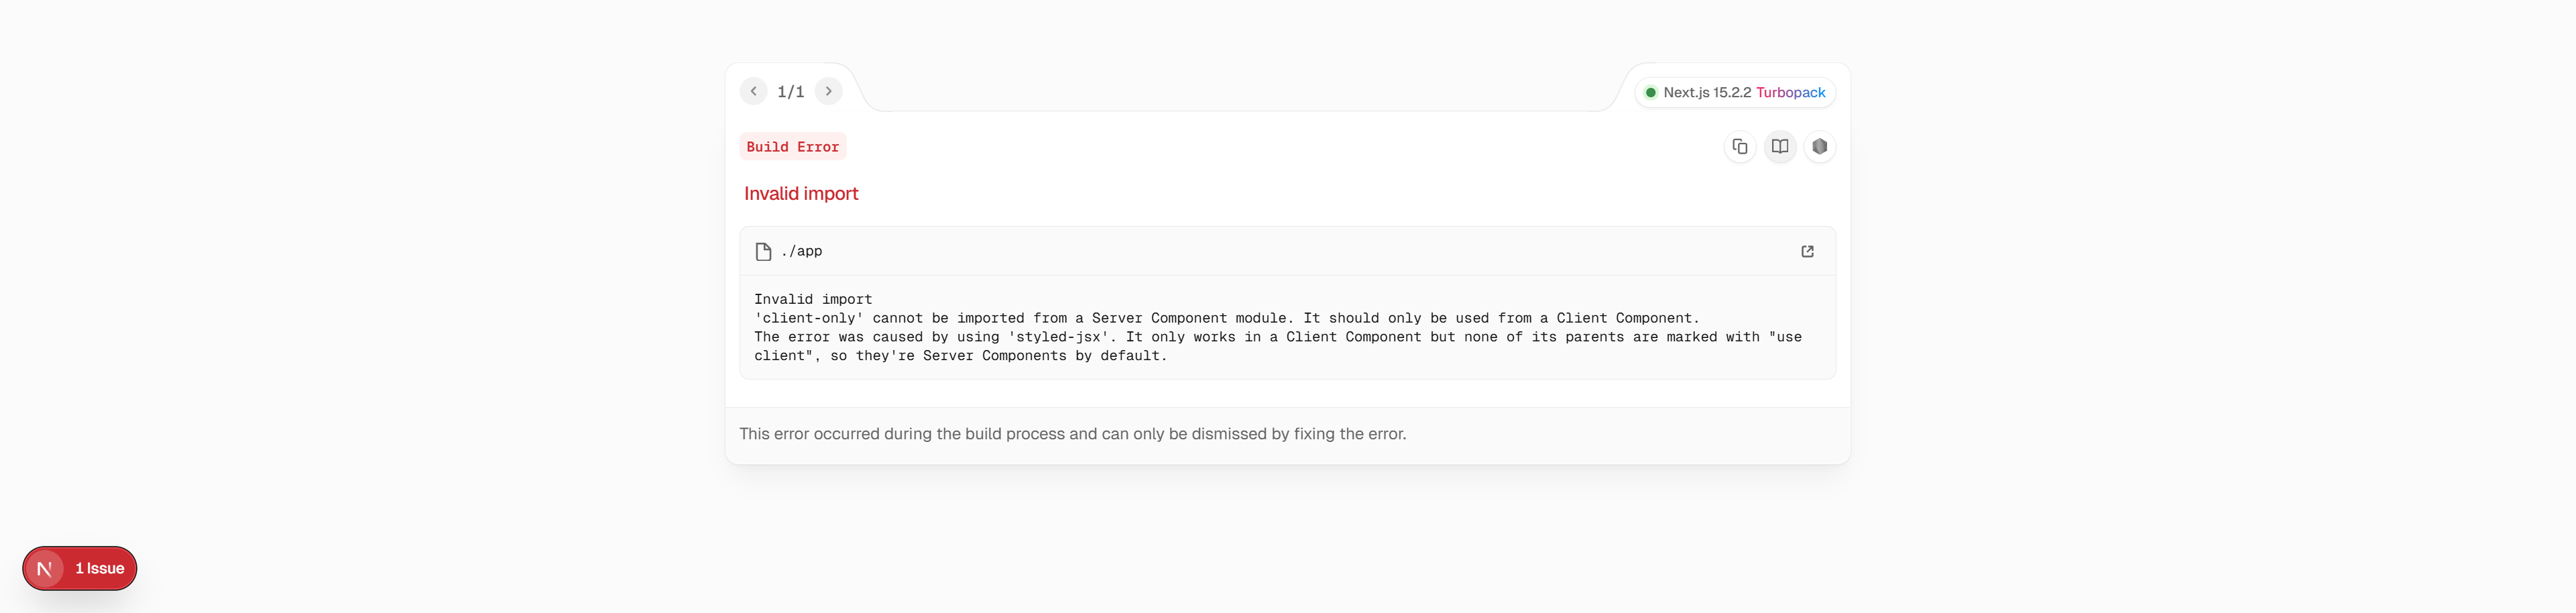 1/1
Next.js 15.2.2 Turbopack
Build Error
Invalid import
./app
Invalid import
'client-only' cannot be imported from a Server Component module. It should only be used from a Client Component.
The error was caused by using 'styled-jsx'. It only works in a Client Component but none of its parents are marked with "use
client", so they're Server Components by default.
This error occurred during the build process and can only be dismissed by fixing the error.
N
1 Issue